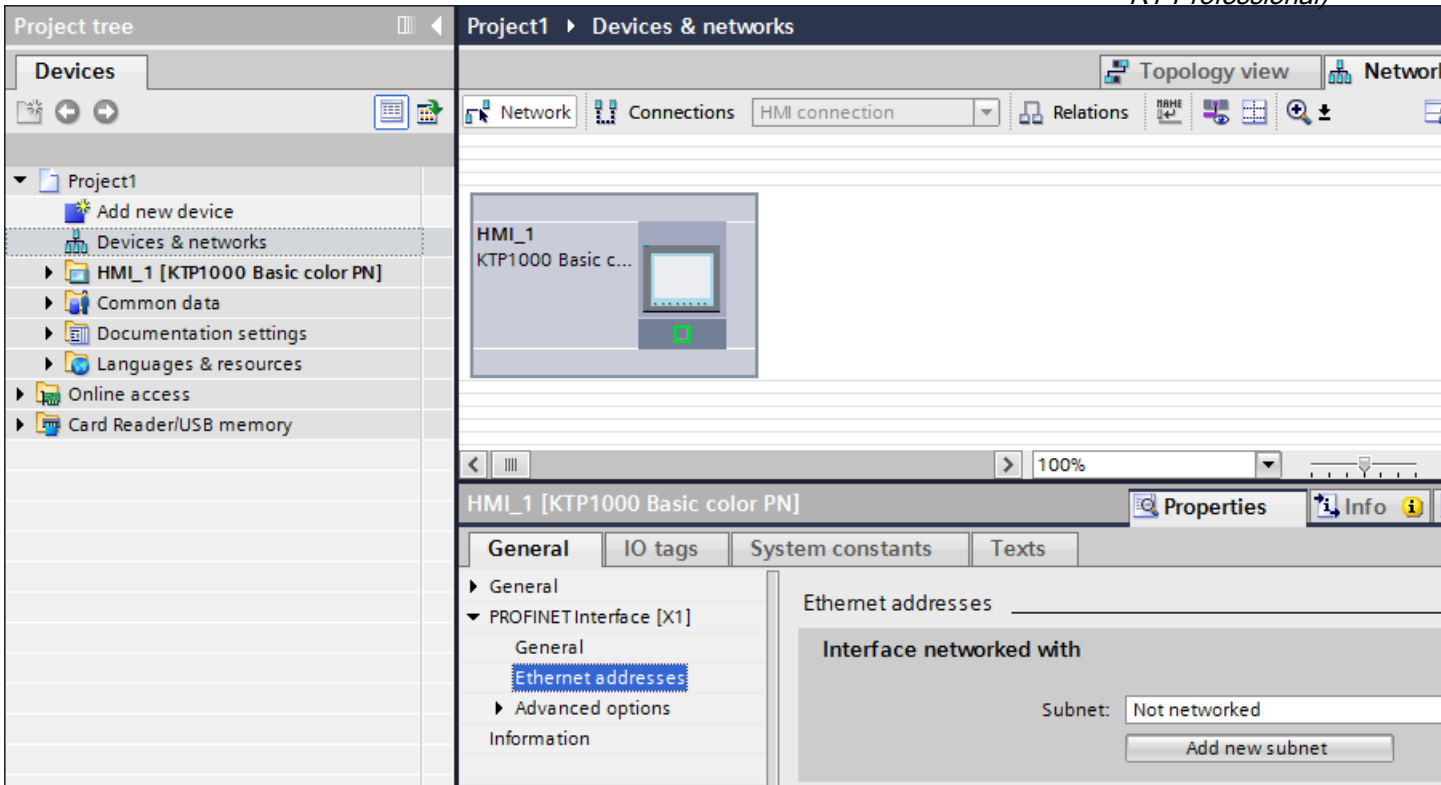 RT Professional)
Project tree
Devices
Project1
Add new device
Devices & networks
HMI_1 [KTP1000 Basic color PN]
Common data
Documentation settings
Languages & resources
Online access
Card Reader/USB memory
Project1 ▸ Devices & networks
Topology view
Network
Network
Connections
HMI connection
Relations
NAME
HMI_1
KTP1000 Basic c...
100%
HMI_1 [KTP1000 Basic color PN]
Properties
Info
General
IO tags
System constants
Texts
General
PROFINET Interface [X1]
General
Ethernet addresses
Advanced options
Information
Ethernet addresses
Interface networked with
Subnet: Not networked
Add new subnet